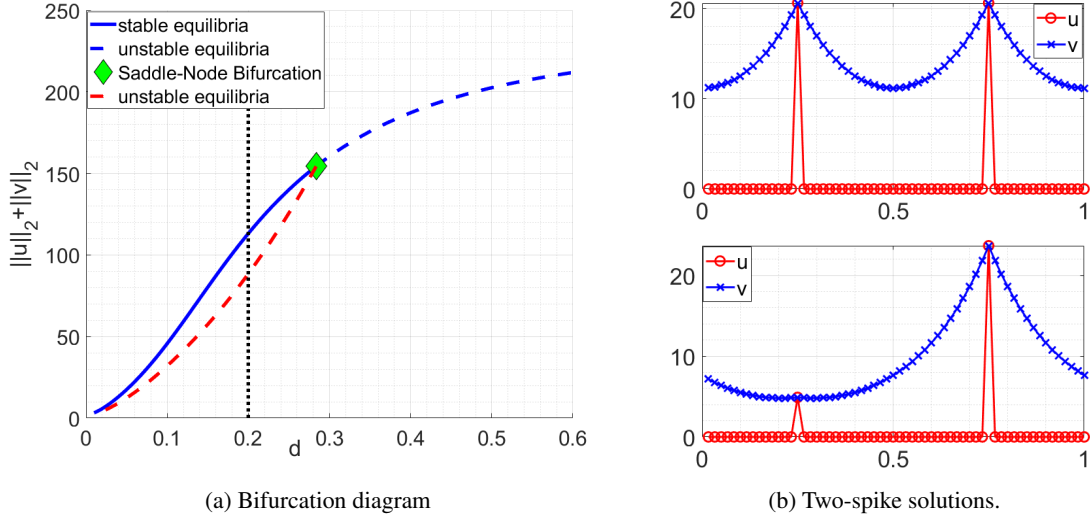 250
200
150
100
50
0
||u||₂+||v||₂
stable equilibria
unstable equilibria
Saddle-Node Bifurcation
unstable equilibria
0 0.1 0.2 0.3 0.4 0.5 0.6
d
(a) Bifurcation diagram
20
10
0
u
v
0 0.5 1
20
10
0
u
v
0 0.5 1
(b) Two-spike solutions.